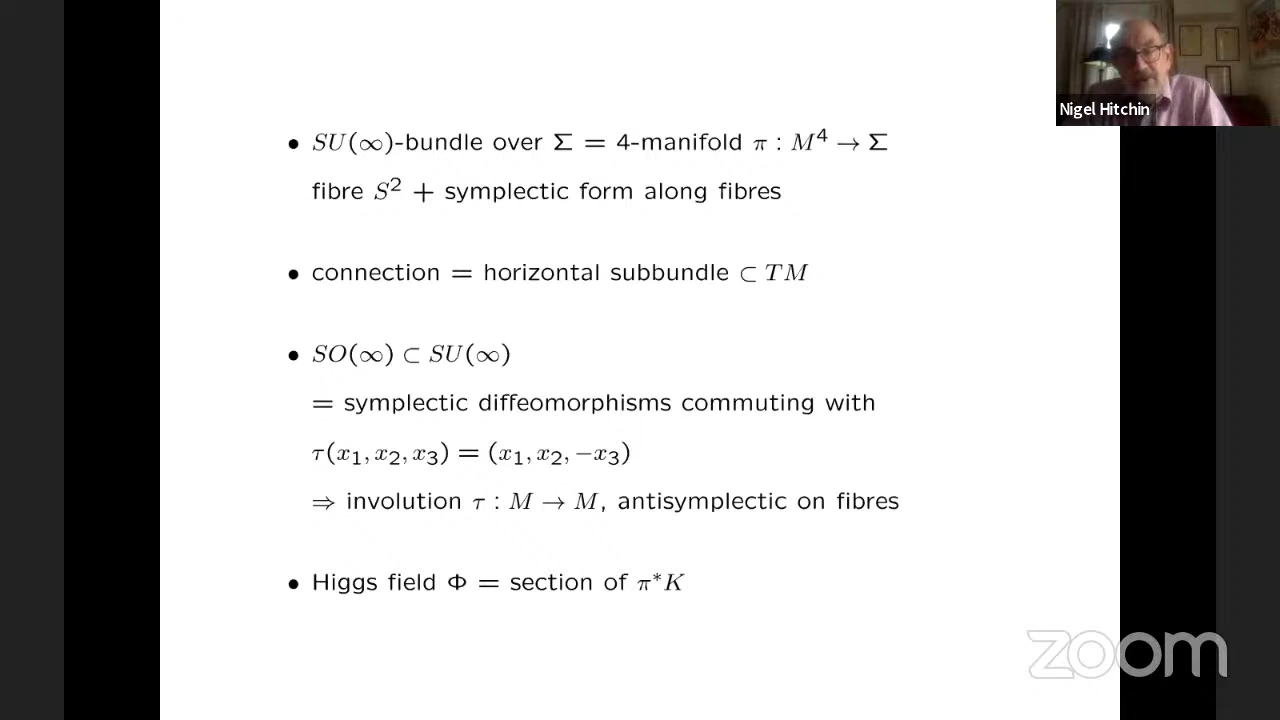 • SU(∞)-bundle over Σ = 4-manifold π : M⁴ → Σ
fibre S² + symplectic form along fibres
• connection = horizontal subbundle ⊂ TM
• SO(∞) ⊂ SU(∞)
= symplectic diffeomorphisms commuting with
τ(x₁, x₂, x₃) = (x₁, x₂, −x₃)
⇒ involution τ : M → M, antisymplectic on fibres
• Higgs field Φ = section of π*K
Nigel Hitchin
zoom